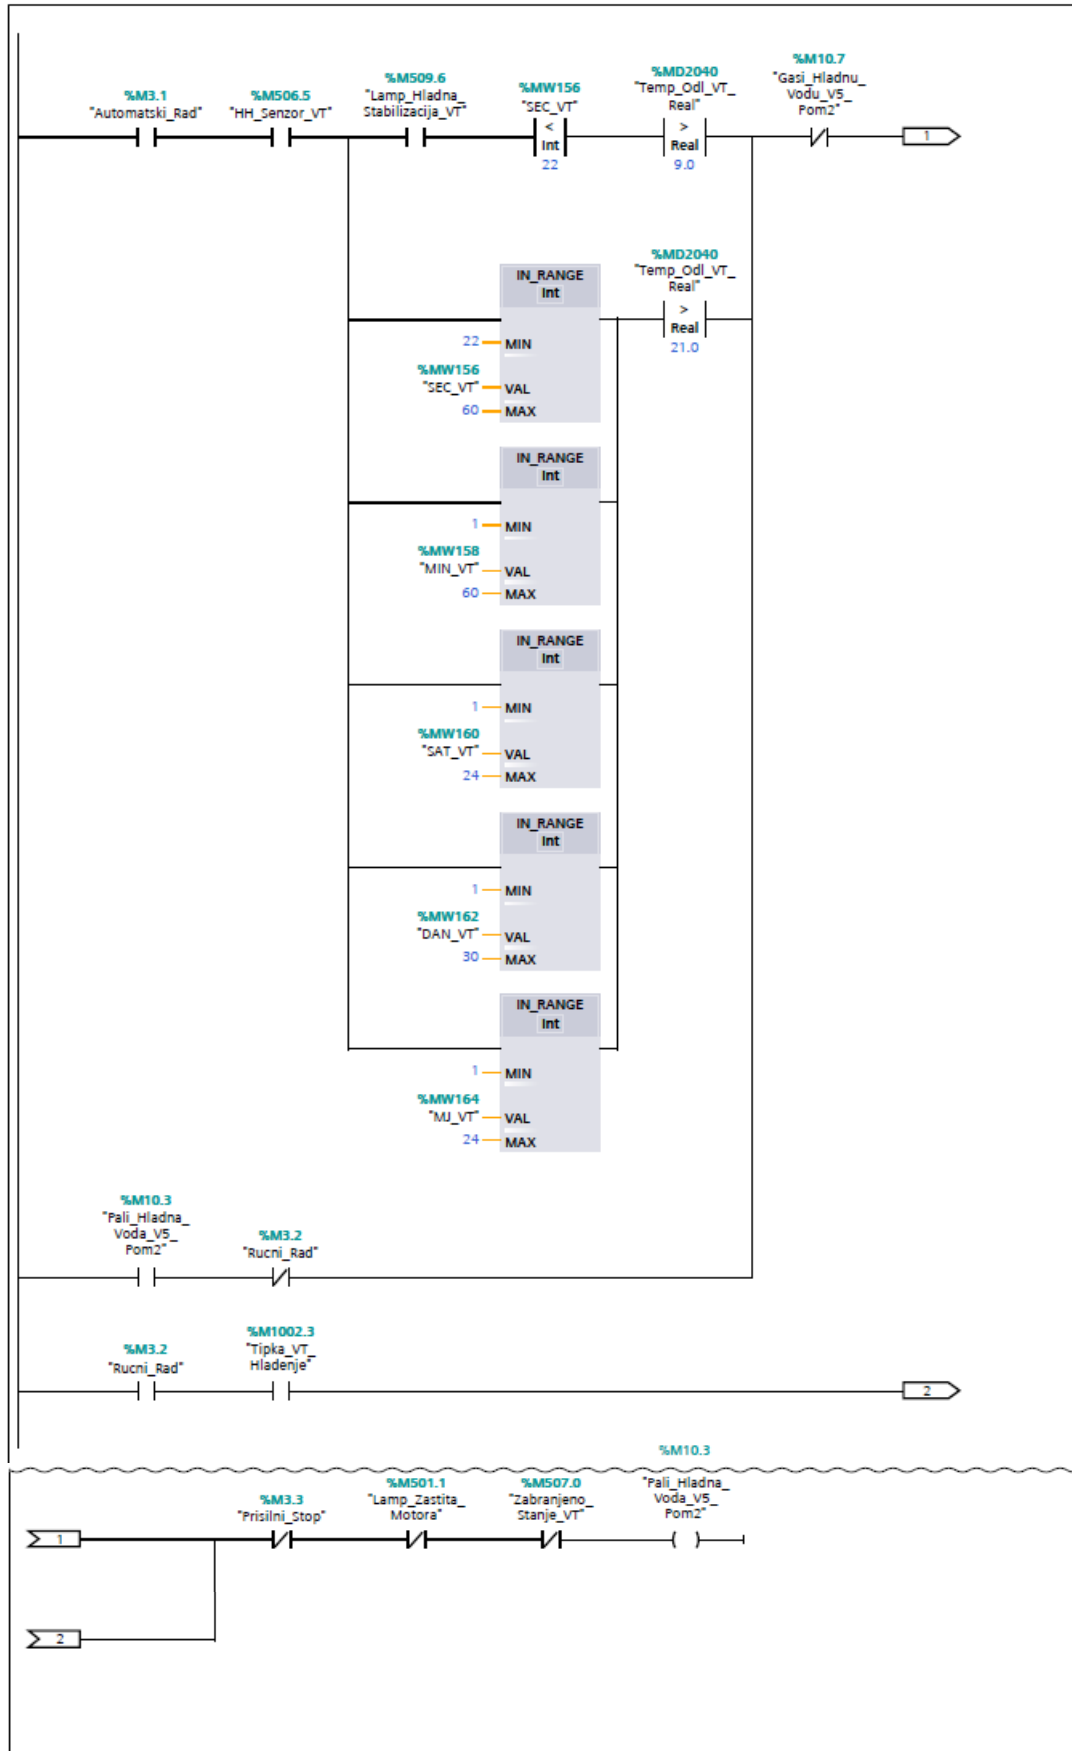 %M3.1
"Automatski_Rad"
%M506.5
"HH_Senzor_VT"
%M509.6
"Lamp_Hladna_
Stabilizacija_VT"
%MW156
"SEC_VT"
<
Int
22
%MD2040
"Temp_Odl_VT_
Real"
>
Real
9.0
%M10.7
"Gasi_Hladnu_
Vodu_V5_
Pom2"
1
IN_RANGE
Int
22
MIN
%MW156
"SEC_VT"
VAL
60
MAX
%MD2040
"Temp_Odl_VT_
Real"
>
Real
21.0
IN_RANGE
Int
1
MIN
%MW158
"MIN_VT"
VAL
60
MAX
IN_RANGE
Int
1
MIN
%MW160
"SAT_VT"
VAL
24
MAX
IN_RANGE
Int
1
MIN
%MW162
"DAN_VT"
VAL
30
MAX
IN_RANGE
Int
1
MIN
%MW164
"MJ_VT"
VAL
24
MAX
%M10.3
"Pali_Hladna_
Voda_V5_
Pom2"
%M3.2
"Rucni_Rad"
%M3.2
"Rucni_Rad"
%M1002.3
"Tipka_VT_
Hladenje"
2
1
%M3.3
"Prisilni_Stop"
%M501.1
"Lamp_Zastita_
Motora"
%M507.0
"Zabranjeno_
Stanje_VT"
%M10.3
"Pali_Hladna_
Voda_V5_
Pom2"
2